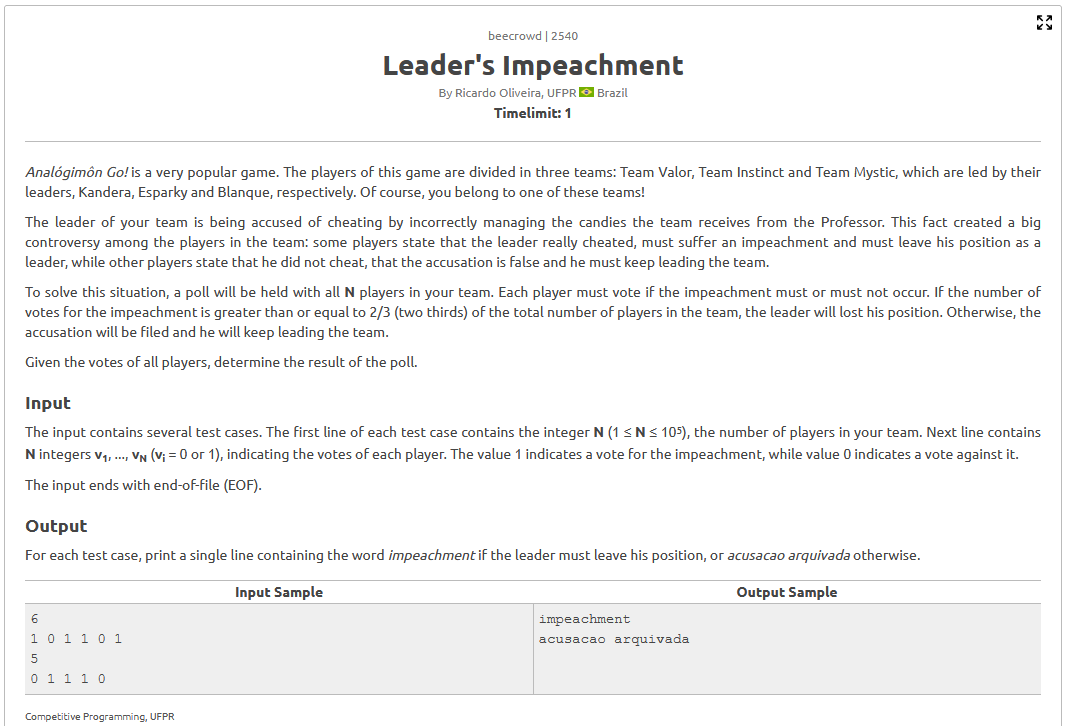 beecrowd | 2540
Leader's Impeachment
By Ricardo Oliveira, UFPR Brazil
Timelimit: 1
Analógimôn Go! is a very popular game. The players of this game are divided in three teams: Team Valor, Team Instinct and Team Mystic, which are led by their
leaders, Kandera, Esparky and Blanque, respectively. Of course, you belong to one of these teams!
The leader of your team is being accused of cheating by incorrectly managing the candies the team receives from the Professor. This fact created a big
controversy among the players in the team: some players state that the leader really cheated, must suffer an impeachment and must leave his position as a
leader, while other players state that he did not cheat, that the accusation is false and he must keep leading the team.
To solve this situation, a poll will be held with all N players in your team. Each player must vote if the impeachment must or must not occur. If the number of
votes for the impeachment is greater than or equal to 2/3 (two thirds) of the total number of players in the team, the leader will lost his position. Otherwise, the
accusation will be filed and he will keep leading the team.
Given the votes of all players, determine the result of the poll.
Input
The input contains several test cases. The first line of each test case contains the integer N (1 ≤ N ≤ 10⁵), the number of players in your team. Next line contains
N integers v₁, ..., v_N (vᵢ = 0 or 1), indicating the votes of each player. The value 1 indicates a vote for the impeachment, while value 0 indicates a vote against it.
The input ends with end-of-file (EOF).
Output
For each test case, print a single line containing the word impeachment if the leader must leave his position, or acusacao arquivada otherwise.
Input Sample
Output Sample
6
1 0 1 1 0 1
5
0 1 1 1 0
impeachment
acusacao arquivada
Competitive Programming, UFPR